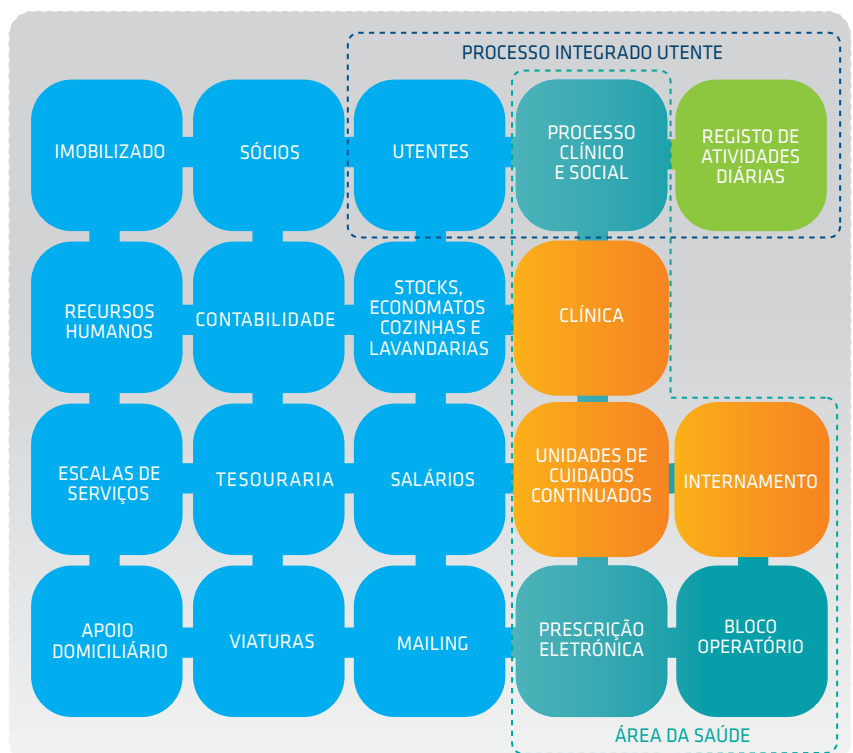 PROCESSO INTEGRADO UTENTE
IMOBILIZADO
SÓCIOS
UTENTES
PROCESSO
CLÍNICO
E SOCIAL
REGISTO DE
ATIVIDADES
DIÁRIAS
RECURSOS
HUMANOS
CONTABILIDADE
STOCKS,
ECONOMATOS
COZINHAS E
LAVANDARIAS
CLÍNICA
ESCALAS DE
SERVIÇOS
TESOURARIA
SALÁRIOS
UNIDADES DE
CUIDADOS
CONTINUADOS
INTERNAMENTO
APOIO
DOMICILIÁRIO
VIATURAS
MAILING
PRESCRIÇÃO
ELETRÓNICA
BLOCO
OPERATÓRIO
ÁREA DA SAÚDE